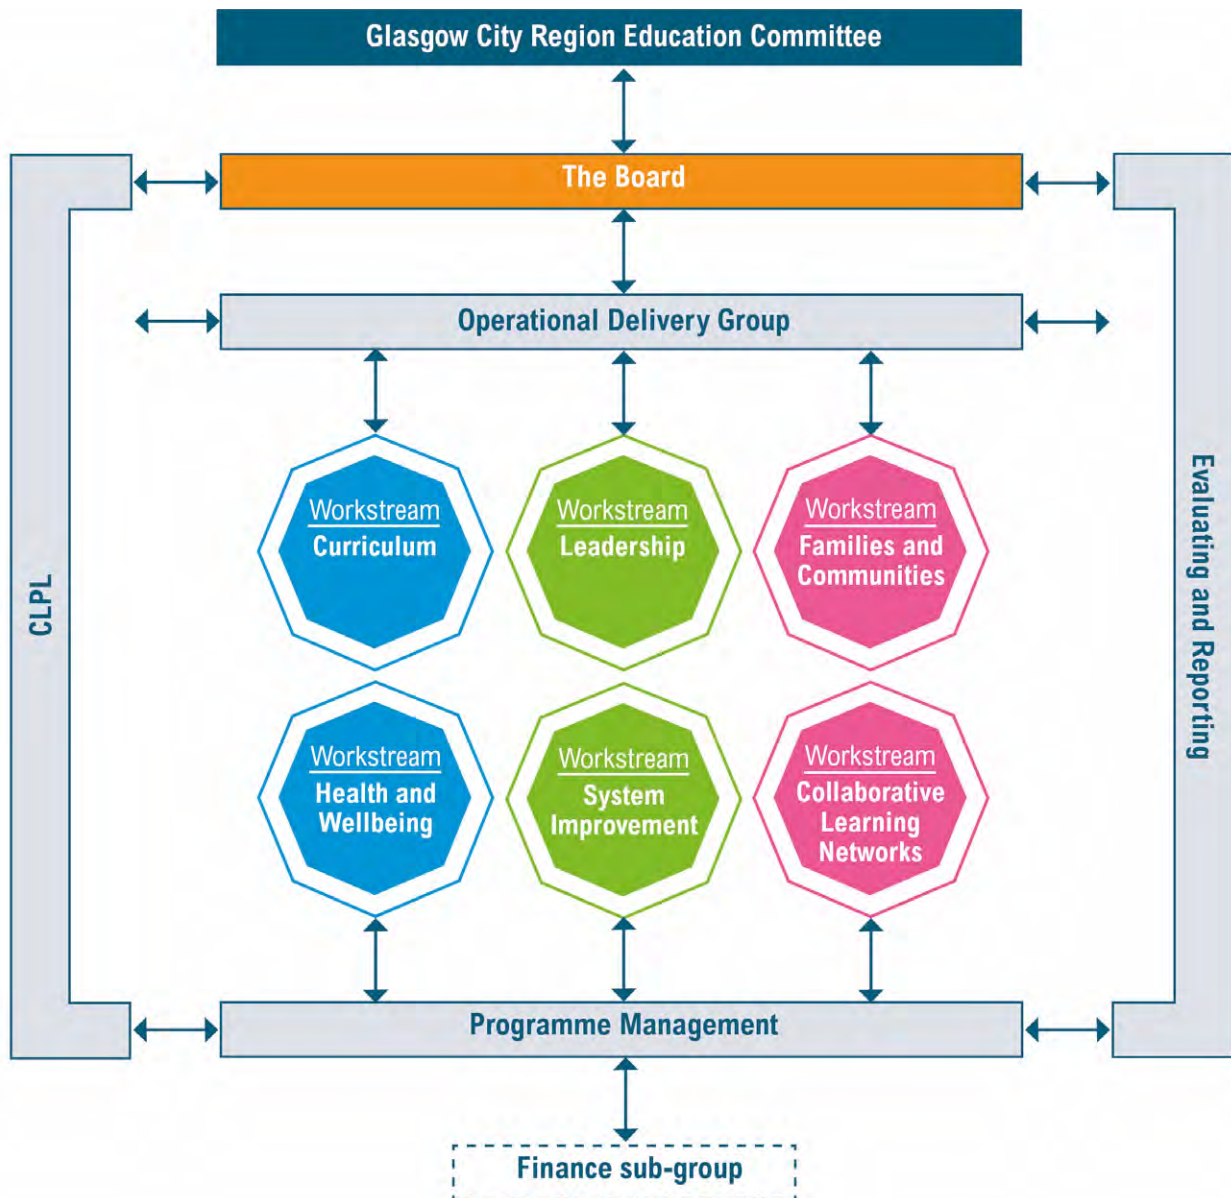 Glasgow City Region Education Committee
The Board
Operational Delivery Group
CLPL
Evaluating and Reporting
Workstream
Curriculum
Workstream
Leadership
Workstream
Families and
Communities
Workstream
Health and
Wellbeing
Workstream
System
Improvement
Workstream
Collaborative
Learning
Networks
Programme Management
Finance sub-group